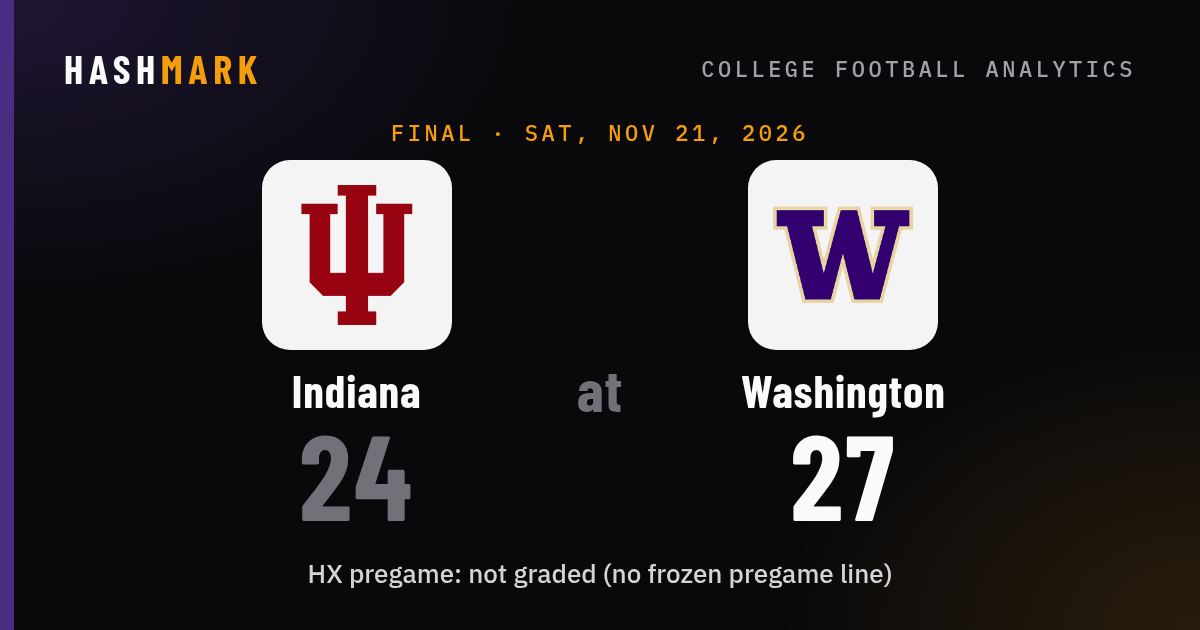 HASHMARK
COLLEGE FOOTBALL ANALYTICS
FINAL · SAT, NOV 21, 2026
Indiana at Washington
24 27
HX pregame: not graded (no frozen pregame line)